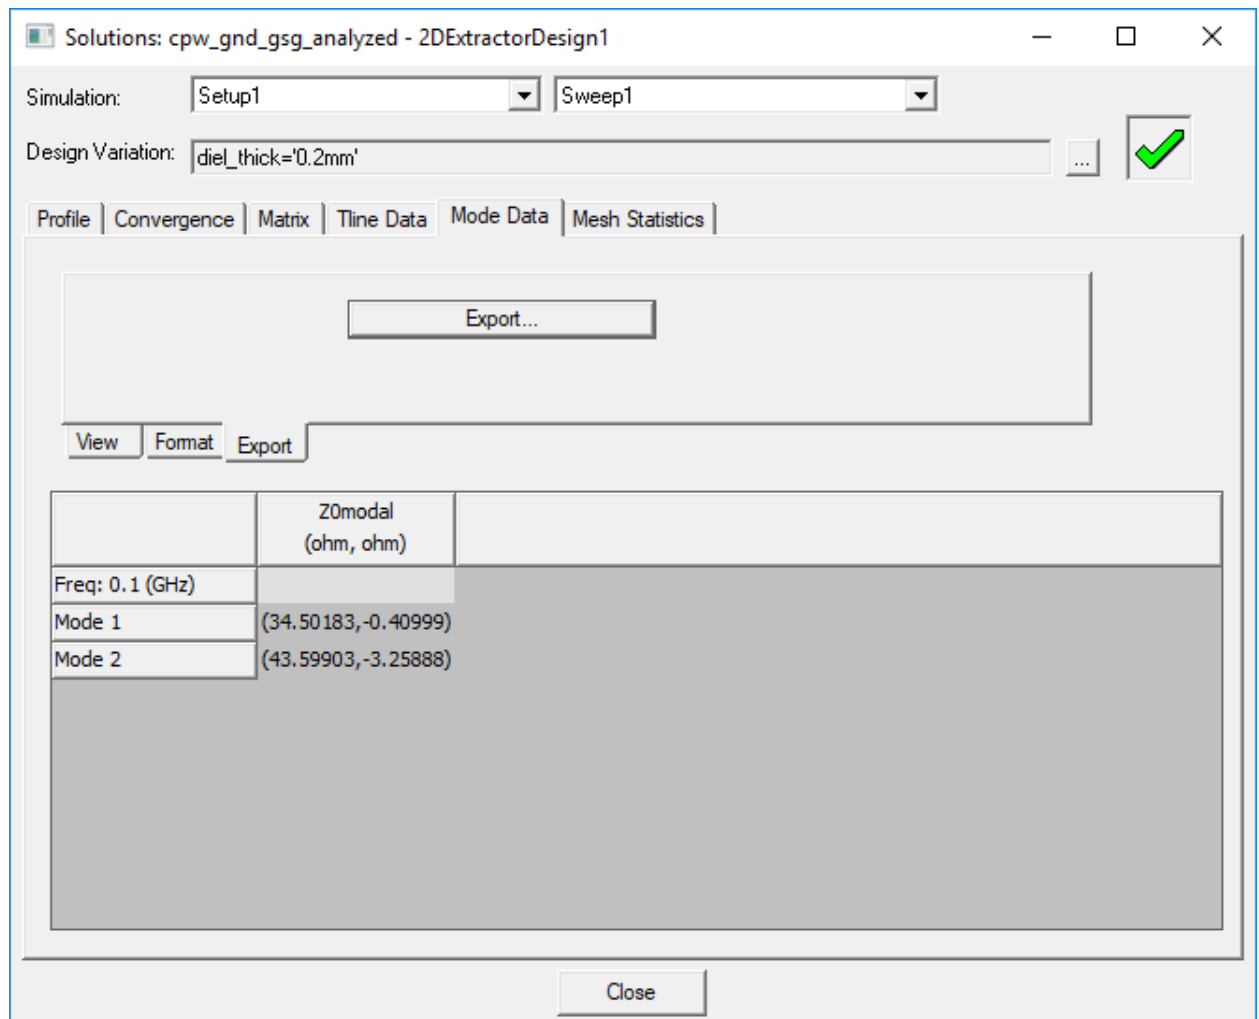 Solutions: cpw_gnd_gsg_analyzed - 2DExtractorDesign1
Simulation: Setup1 Sweep1
Design Variation: diel_thick='0.2mm' ...
Profile Convergence Matrix Tline Data Mode Data Mesh Statistics
Export...
View Format Export
Z0modal
(ohm, ohm)
Freq: 0.1 (GHz)
Mode 1 (34.50183,-0.40999)
Mode 2 (43.59903,-3.25888)
Close